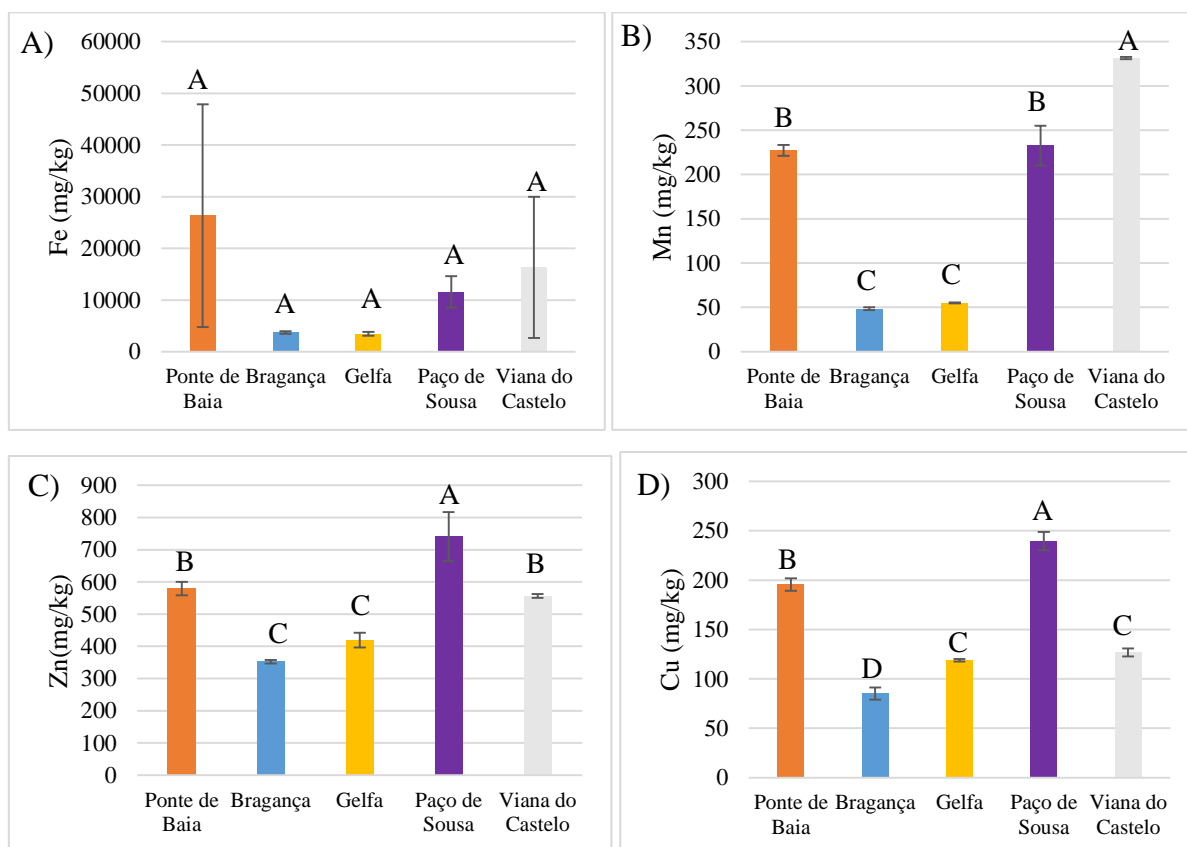 A)
Fe (mg/kg)
60000
50000
40000
30000
20000
10000
0
A
A
A
A
A
Ponte de
Baia
Bragança
Gelfa
Paço de
Sousa
Viana do
Castelo
B)
Mn (mg/kg)
350
300
250
200
150
100
50
0
B
C
C
B
A
Ponte de
Baia
Bragança
Gelfa
Paço de
Sousa
Viana do
Castelo
C)
Zn(mg/kg)
900
800
700
600
500
400
300
200
100
0
B
C
C
A
B
Ponte de
Baia
Bragança
Gelfa
Paço de
Sousa
Viana do
Castelo
D)
Cu (mg/kg)
300
250
200
150
100
50
0
B
D
C
A
C
Ponte de
Baia
Bragança
Gelfa
Paço de
Sousa
Viana do
Castelo